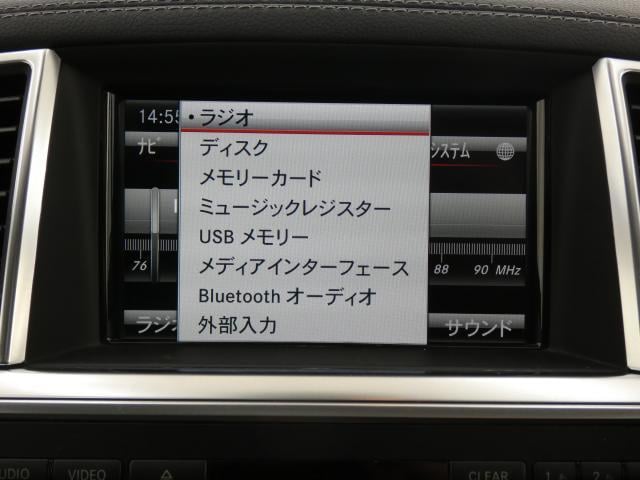 14:55
• ラジオ
ナビ
システム
ディスク
メモリーカード
ミュージックレジスター
USB メモリー
メディアインターフェース
76
88 90 MHz
Bluetooth オーディオ
外部入力
ラジ
サウンド
AUDIO VIDEO CLEAR 1 2